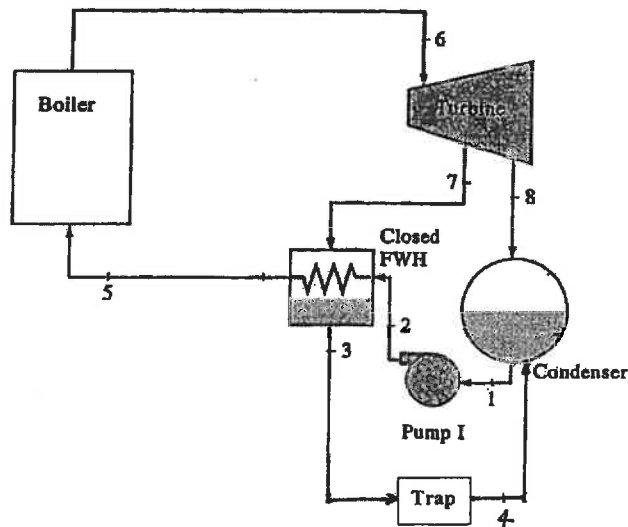 6
Boiler
Turbine
7
8
Closed
FWH
5
2
3
1
Condenser
Pump I
Trap
4